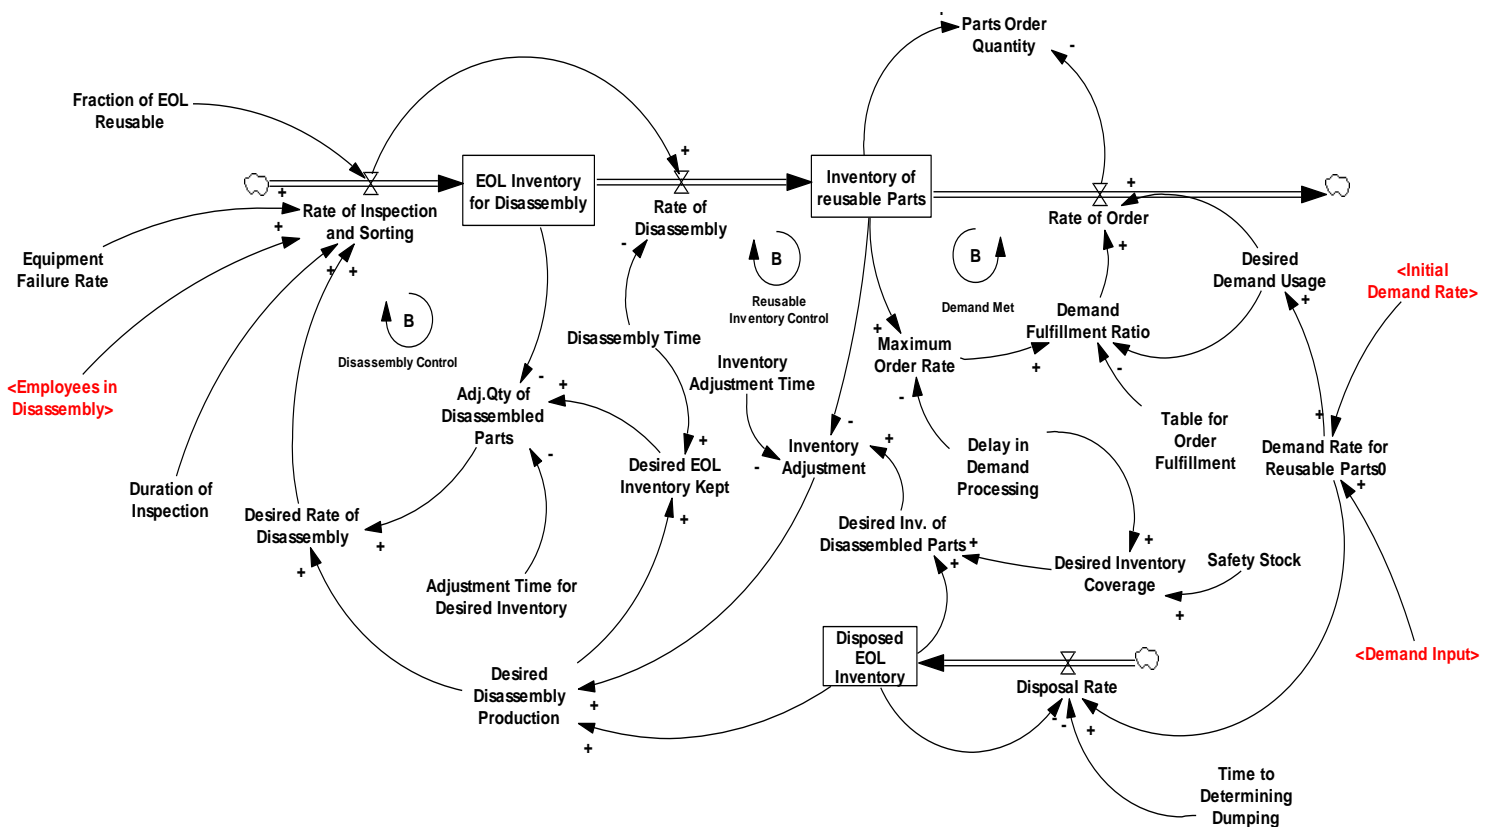 Parts Order
Quantity
-
-
Fraction of EOL
Reusable
+
EOL Inventory
for Disassembly
Inventory of
reusable Parts
+
+
Rate of Inspection
and Sorting
+
Rate of
Disassembly
-
Rate of Order
+
Equipment
Failure Rate
+
+
B
Disassembly Control
B
Reusable
Inventory Control
B
Demand Met
Desired
Demand Usage
+
<Initial
Demand Rate>
Disassembly Time
Demand
Fulfillment Ratio
+
Maximum
Order Rate
+
-
-
<Employees in
Disassembly>
Inventory
Adjustment Time
Adj.Qty of
Disassembled
Parts
-
+
-
Table for
Order
Fulfillment
+
Demand Rate for
Reusable Parts0
+
Inventory
Adjustment
-
+
-
Delay in
Demand
Processing
Desired EOL
Inventory Kept
+
+
Duration of
Inspection
Desired Rate of
Disassembly
+
+
Desired Inv. of
Disassembled Parts
+
+
Desired Inventory
Coverage
+
+
Safety Stock
Adjustment Time for
Desired Inventory
Disposed
EOL
Inventory
<Demand Input>
Desired
Disassembly
Production
+
+
Disposal Rate
-
-
+
Time to
Determining
Dumping